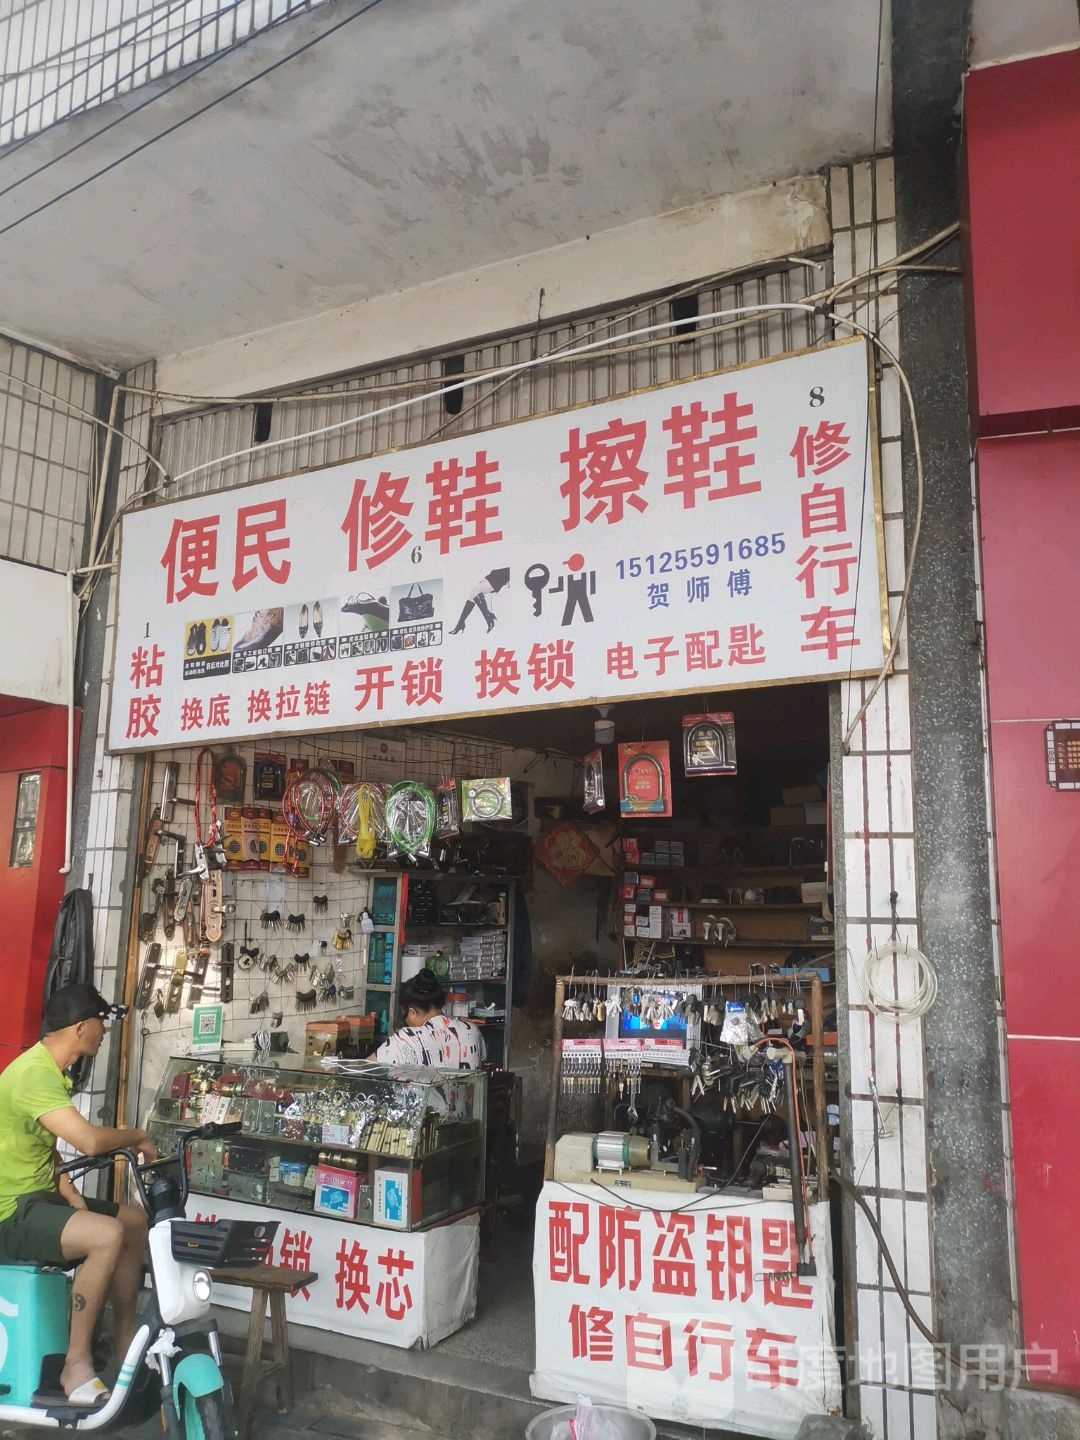 便民 修鞋 擦鞋
8
修自行车
6
15125591685
贺师傅
1
粘胶
换底 换拉链 开锁 换锁 电子配匙
锁 换芯
配防盗钥匙
修自行车
百度地图用户